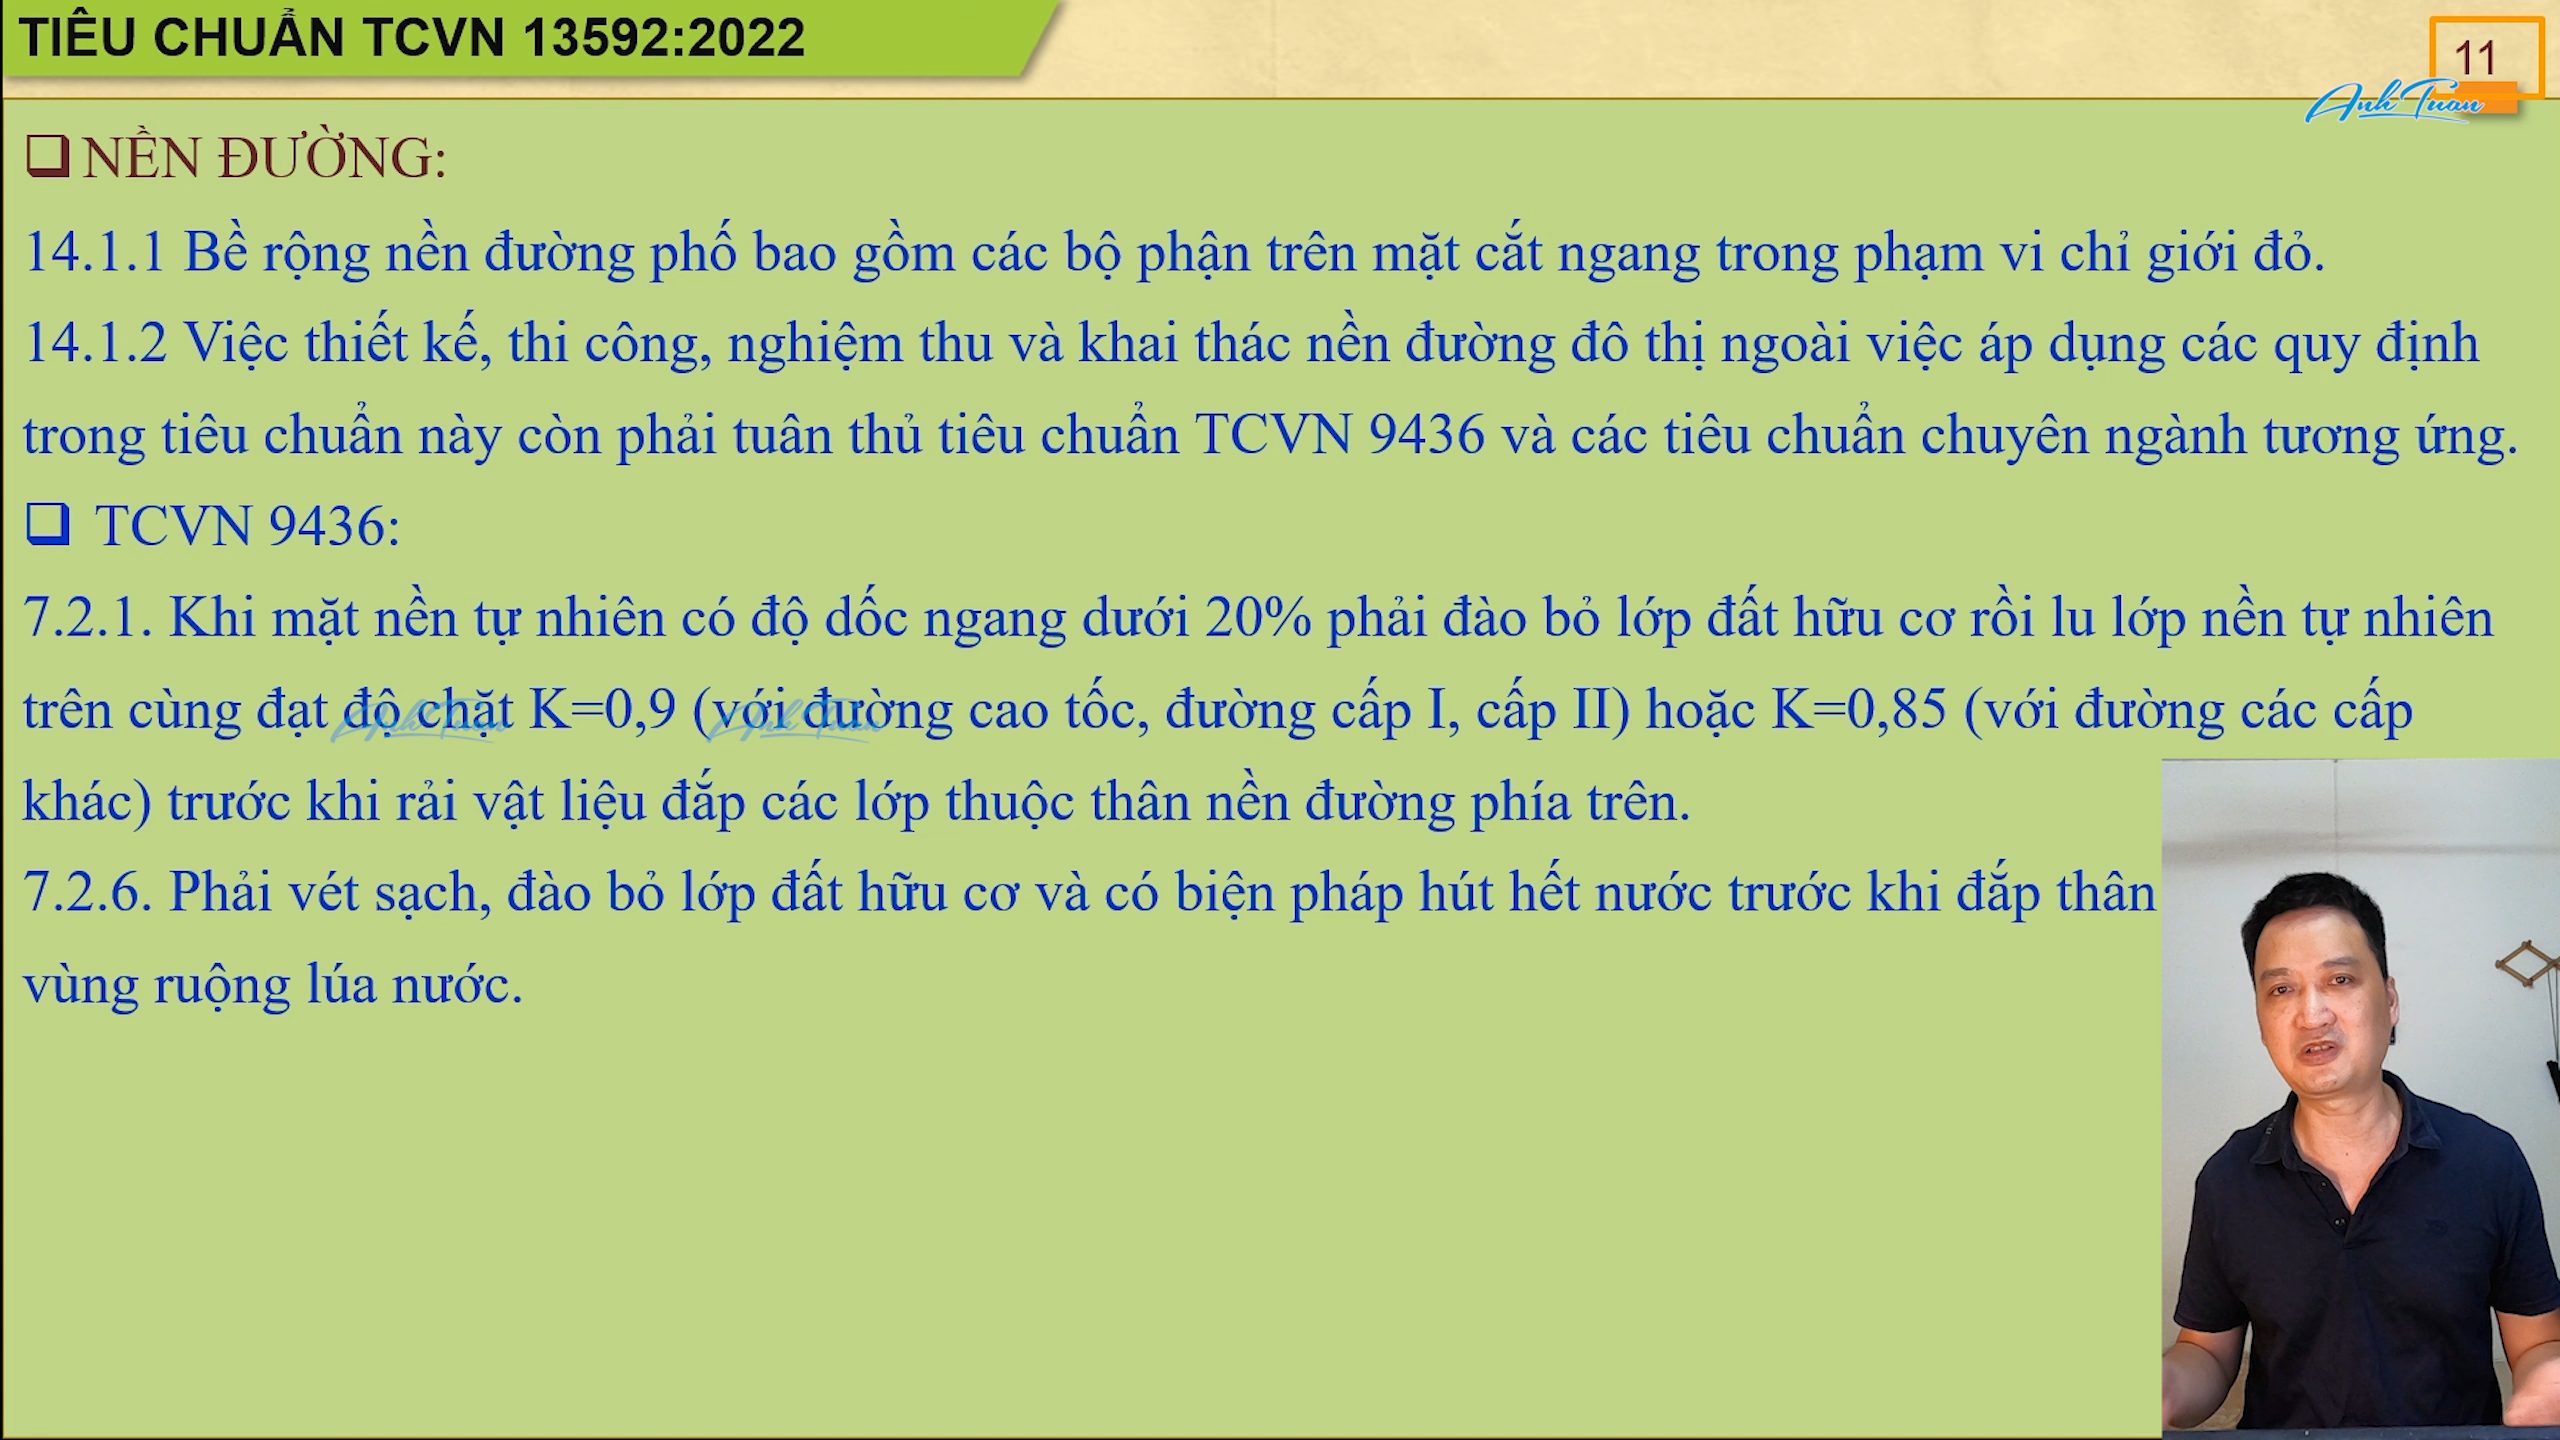 TIÊU CHUẨN TCVN 13592:2022
11
Anh Tuan
NỀN ĐƯỜNG:
14.1.1 Bề rộng nền đường phố bao gồm các bộ phận trên mặt cắt ngang trong phạm vi chỉ giới đỏ.
14.1.2 Việc thiết kế, thi công, nghiệm thu và khai thác nền đường đô thị ngoài việc áp dụng các quy định
trong tiêu chuẩn này còn phải tuân thủ tiêu chuẩn TCVN 9436 và các tiêu chuẩn chuyên ngành tương ứng.
TCVN 9436:
7.2.1. Khi mặt nền tự nhiên có độ dốc ngang dưới 20% phải đào bỏ lớp đất hữu cơ rồi lu lớp nền tự nhiên
trên cùng đạt độ chặt K=0,9 (với đường cao tốc, đường cấp I, cấp II) hoặc K=0,85 (với đường các cấp
Anh Tuan Anh Tuan
khác) trước khi rải vật liệu đắp các lớp thuộc thân nền đường phía trên.
7.2.6. Phải vét sạch, đào bỏ lớp đất hữu cơ và có biện pháp hút hết nước trước khi đắp thân
vùng ruộng lúa nước.